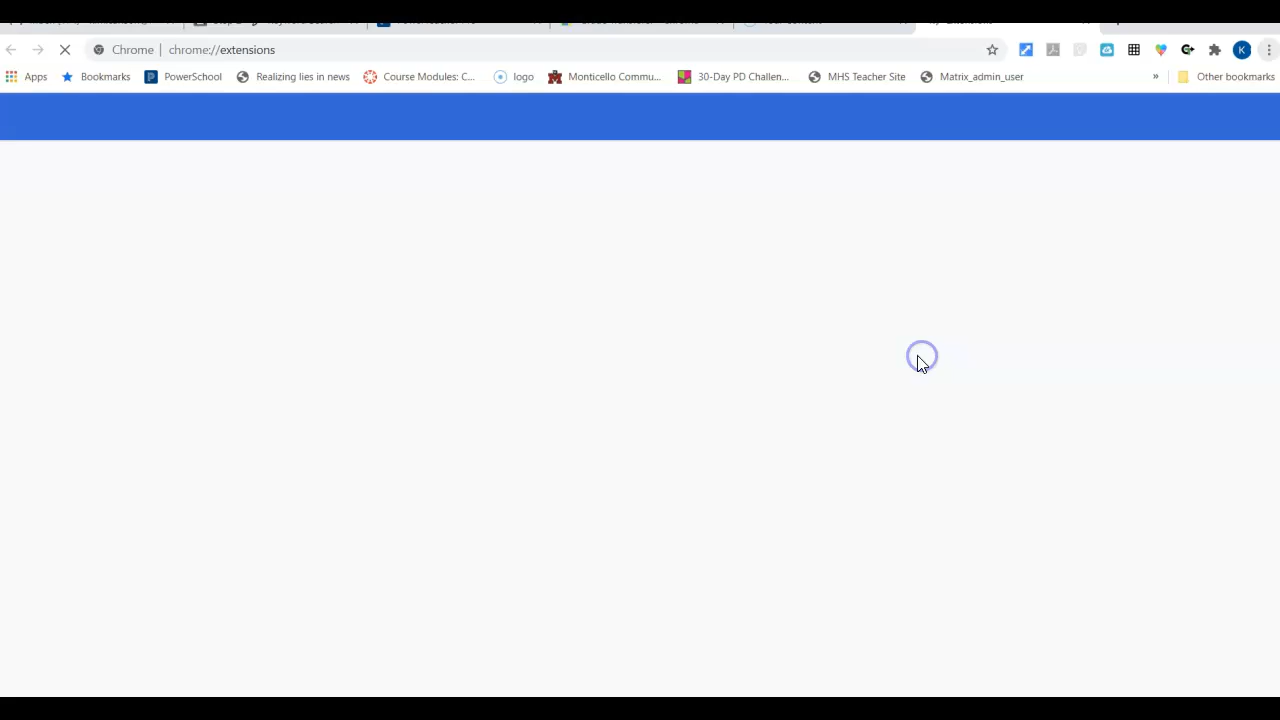 Chrome | chrome://extensions
Apps Bookmarks PowerSchool Realizing lies in news Course Modules: C... logo Monticello Commu... 30-Day PD Challen... MHS Teacher Site Matrix_admin_user » Other bookmarks
K